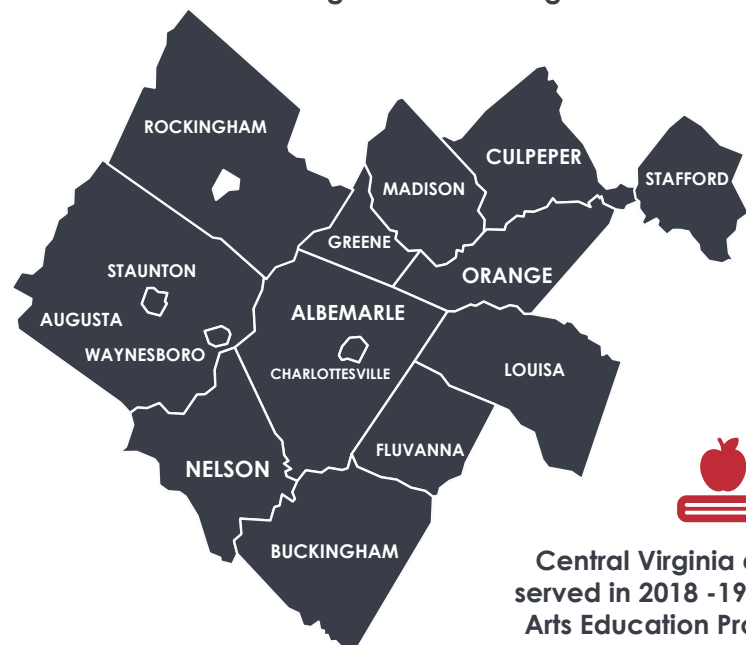 ROCKINGHAM
CULPEPER
STAFFORD
MADISON
GREENE
STAUNTON
ORANGE
ALBEMARLE
AUGUSTA
WAYNESBORO
CHARLOTTESVILLE
LOUISA
FLUVANNA
NELSON
BUCKINGHAM
Central Virginia
served in 2018 -19
Arts Education Pro